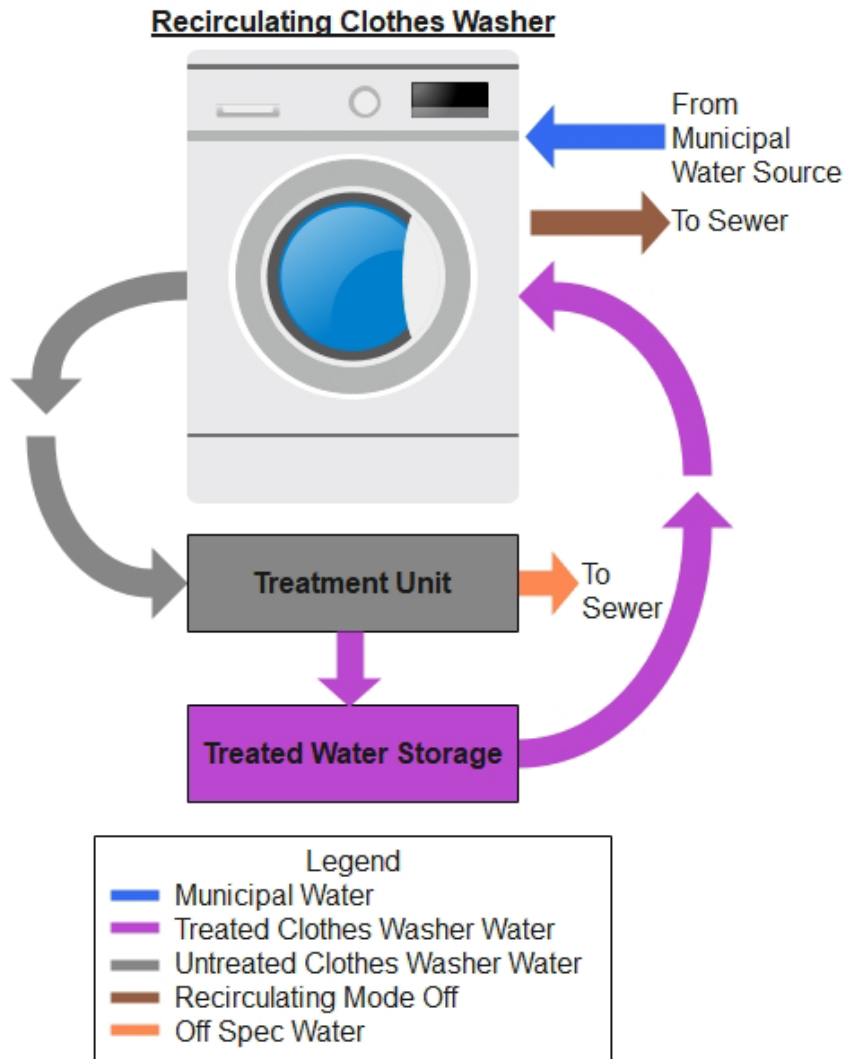 Recirculating Clothes Washer
From
Municipal
Water Source
To Sewer
Treatment Unit
To
Sewer
Treated Water Storage
Legend
Municipal Water
Treated Clothes Washer Water
Untreated Clothes Washer Water
Recirculating Mode Off
Off Spec Water